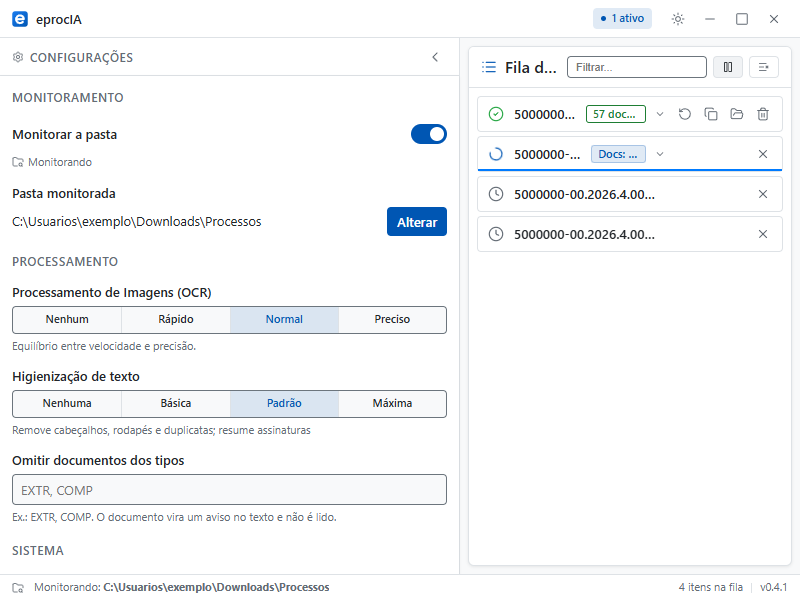 eprocIA
1 ativo
CONFIGURAÇÕES
MONITORAMENTO
Monitorar a pasta
Monitorando
Pasta monitorada
C:\Usuarios\exemplo\Downloads\Processos
Alterar
PROCESSAMENTO
Processamento de Imagens (OCR)
Nenhum Rápido Normal Preciso
Equilíbrio entre velocidade e precisão.
Higienização de texto
Nenhuma Básica Padrão Máxima
Remove cabeçalhos, rodapés e duplicatas; resume assinaturas
Omitir documentos dos tipos
EXTR, COMP
Ex.: EXTR, COMP. O documento vira um aviso no texto e não é lido.
SISTEMA
Fila d... Filtrar...
5000000... 57 doc...
5000000-... Docs: ...
5000000-00.2026.4.00...
5000000-00.2026.4.00...
Monitorando: C:\Usuarios\exemplo\Downloads\Processos
4 itens na fila v0.4.1